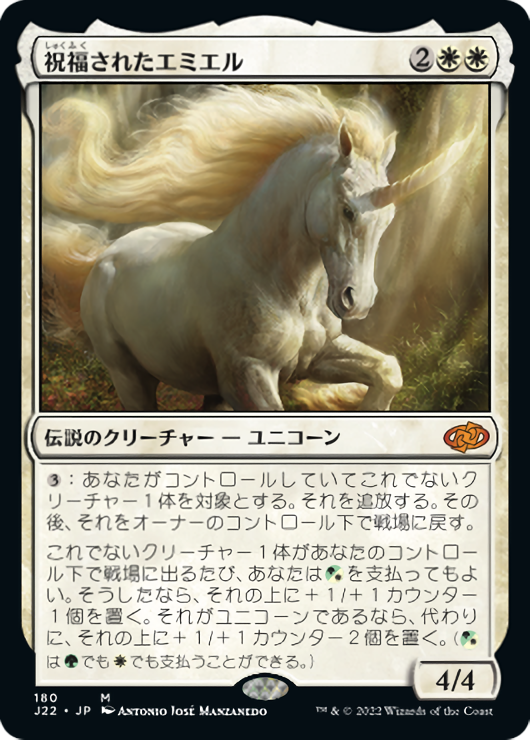 しゅくふく
祝福されたエミエル
2
伝説のクリーチャー ― ユニコーン
3：あなたがコントロールしていてこれでないク
リーチャー１体を対象とする。それを追放する。その
後、それをオーナーのコントロール下で戦場に戻す。
これでないクリーチャー１体があなたのコントロー
ル下で戦場に出るたび、あなたはを支払ってもよ
い。そうしたなら、それの上に＋１/＋１カウンター
１個を置く。それがユニコーンであるなら、代わり
に、それの上に＋１/＋１カウンター２個を置く。（
はでもでも支払うことができる。）
4/4
180 M
J22・JP Antonio José Manzanedo
™ & © 2022 Wizards of the Coast